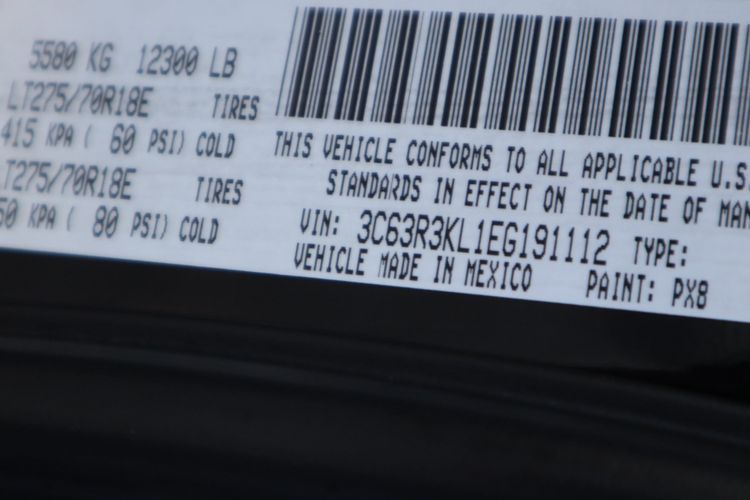 5580 KG 12300 LB
LT275/70R18E TIRES
415 KPA ( 60 PSI) COLD
LT275/70R18E TIRES
50 KPA ( 80 PSI) COLD
THIS VEHICLE CONFORMS TO ALL APPLICABLE U.S.
STANDARDS IN EFFECT ON THE DATE OF MAN
VIN: 3C63R3KL1EG191112 TYPE:
VEHICLE MADE IN MEXICO PAINT: PX8